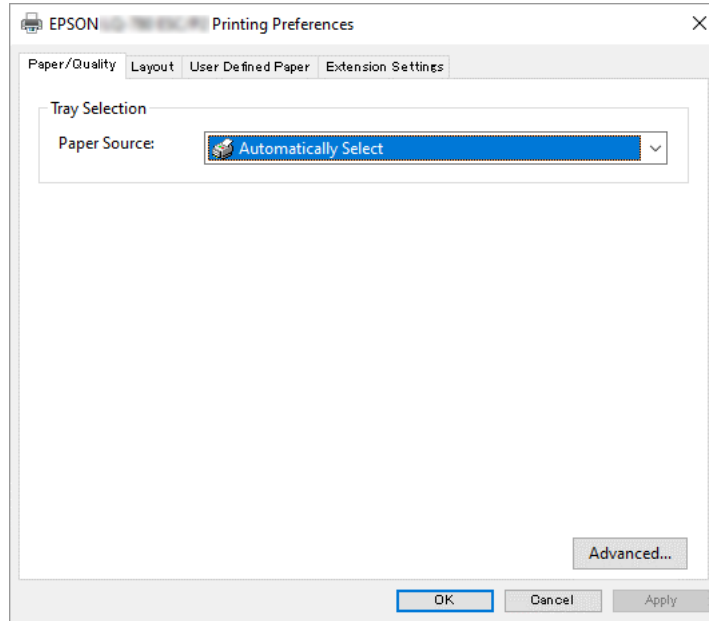 EPSON Printing Preferences
Paper/Quality Layout User Defined Paper Extension Settings
Tray Selection
Paper Source: Automatically Select
Advanced...
OK Cancel Apply